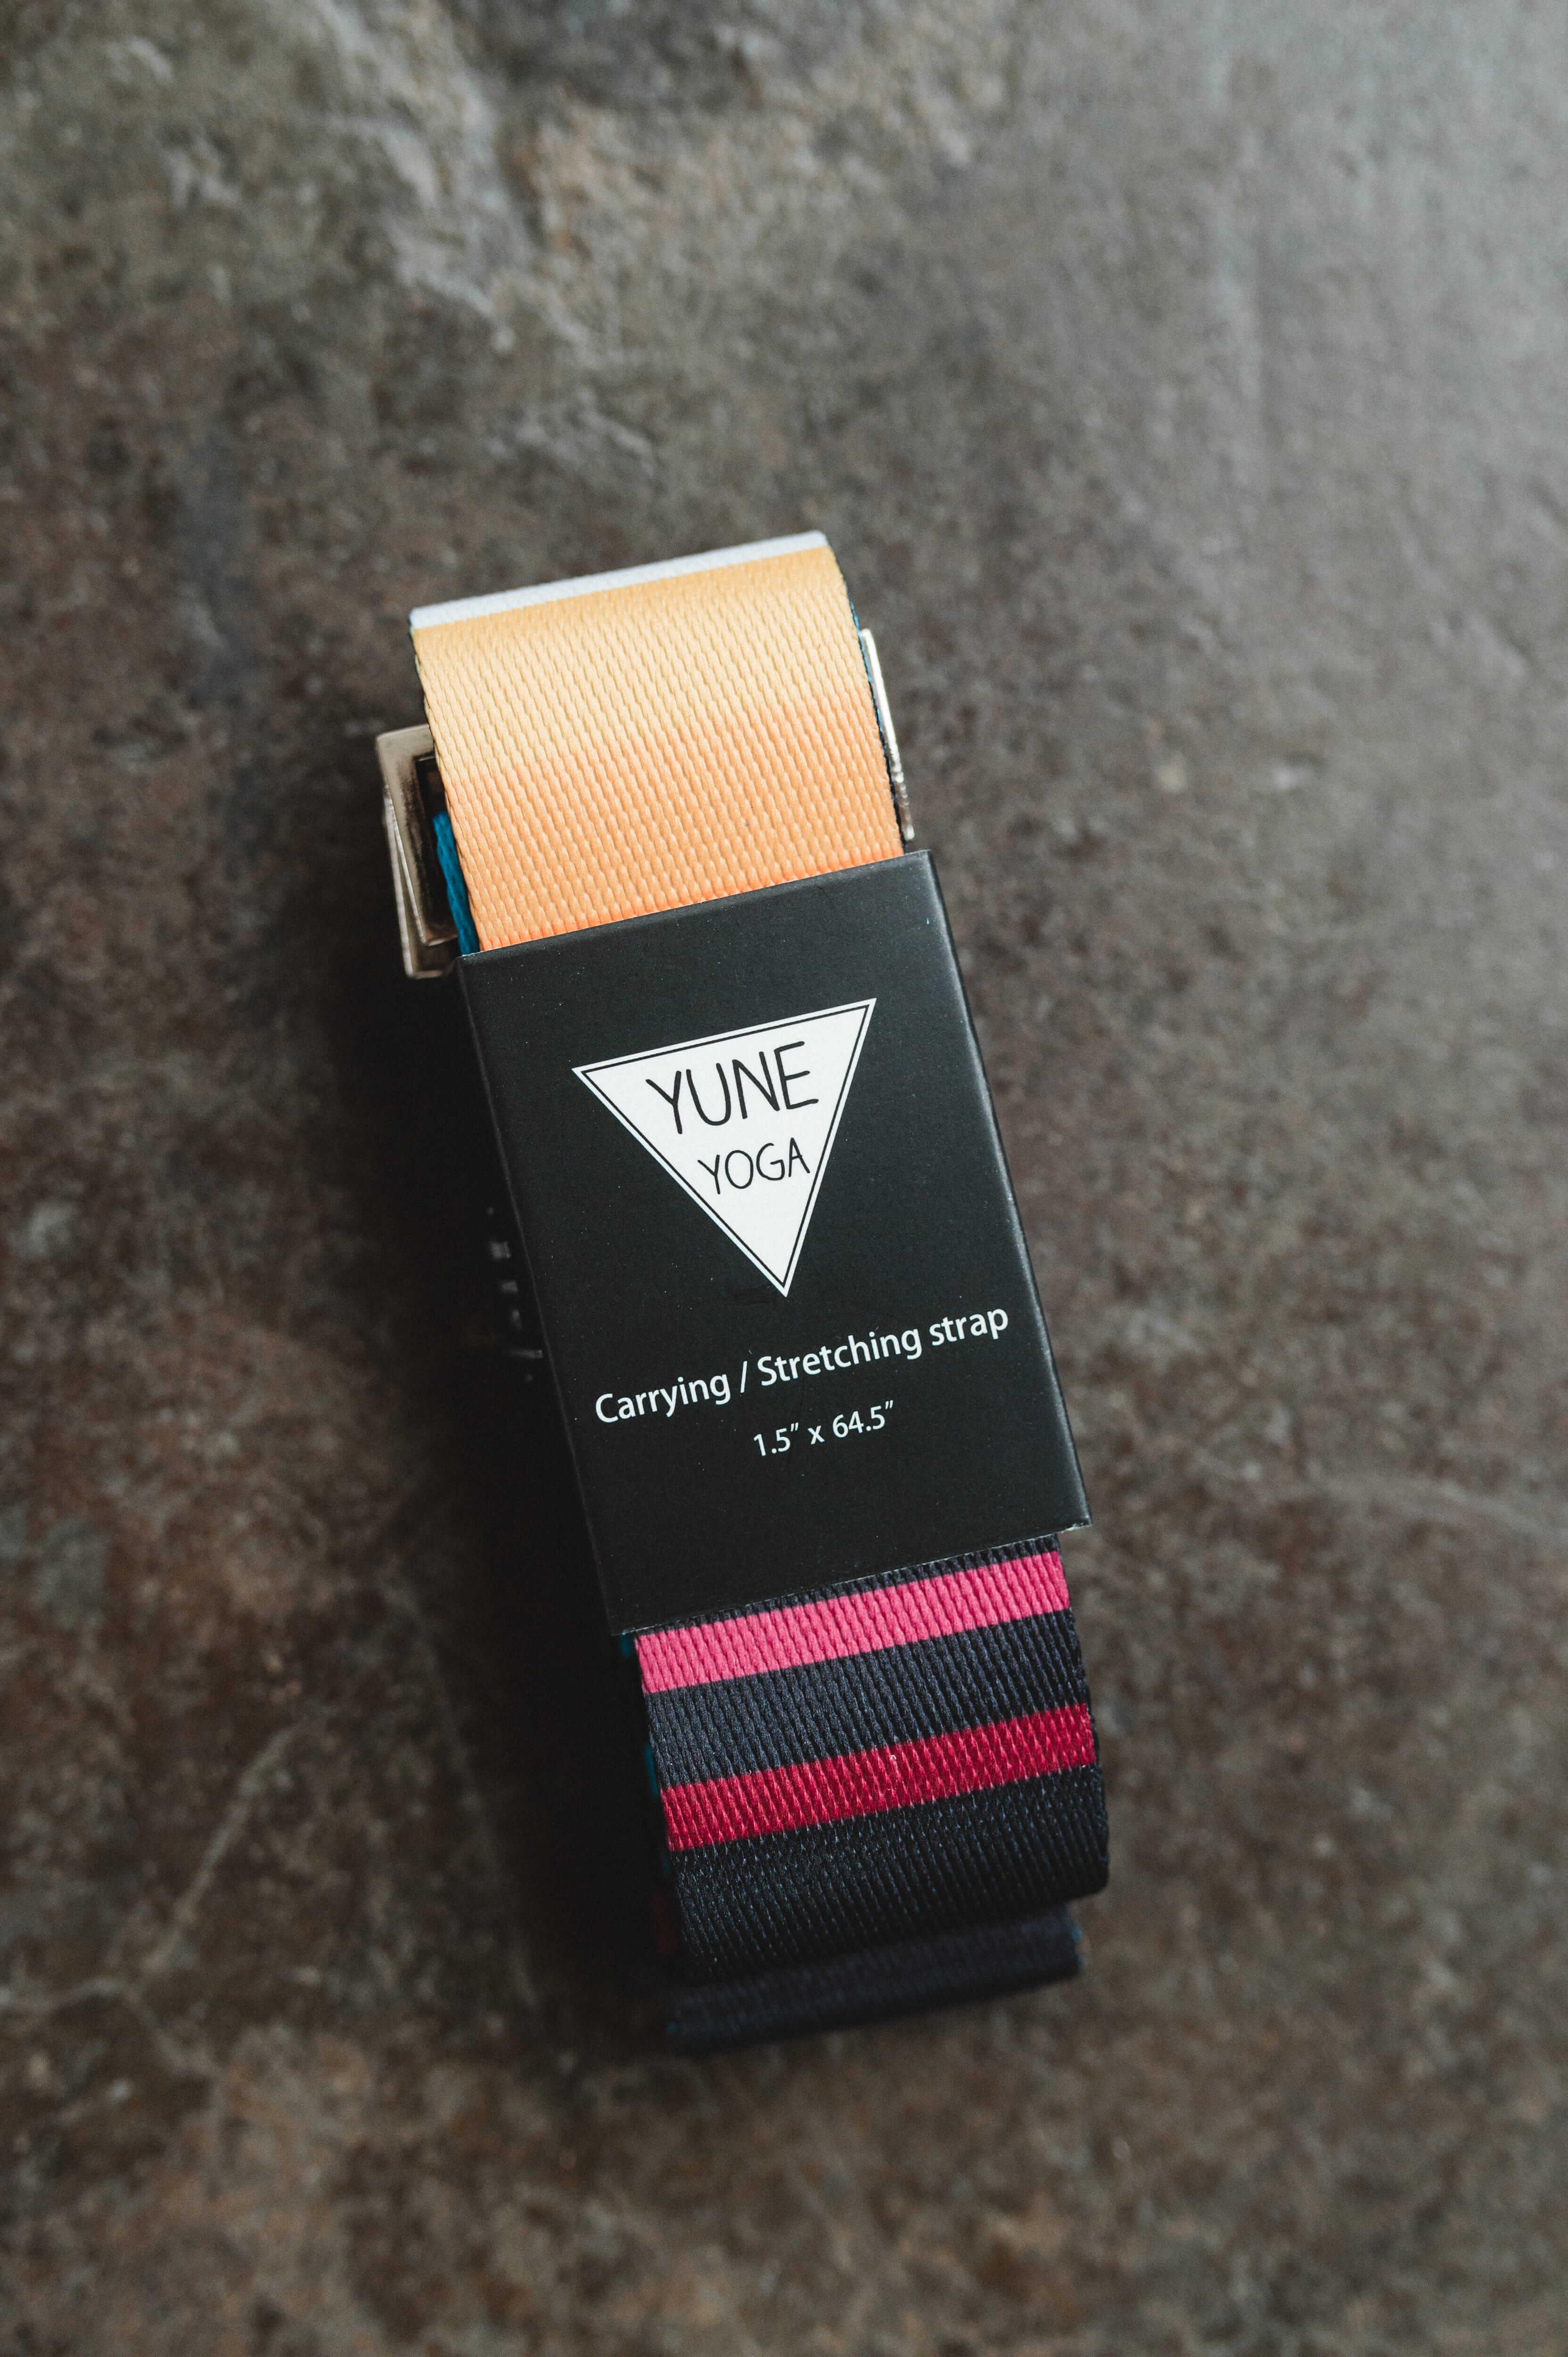 YUNE
YOGA
Carrying / Stretching strap
1.5" x 64.5"